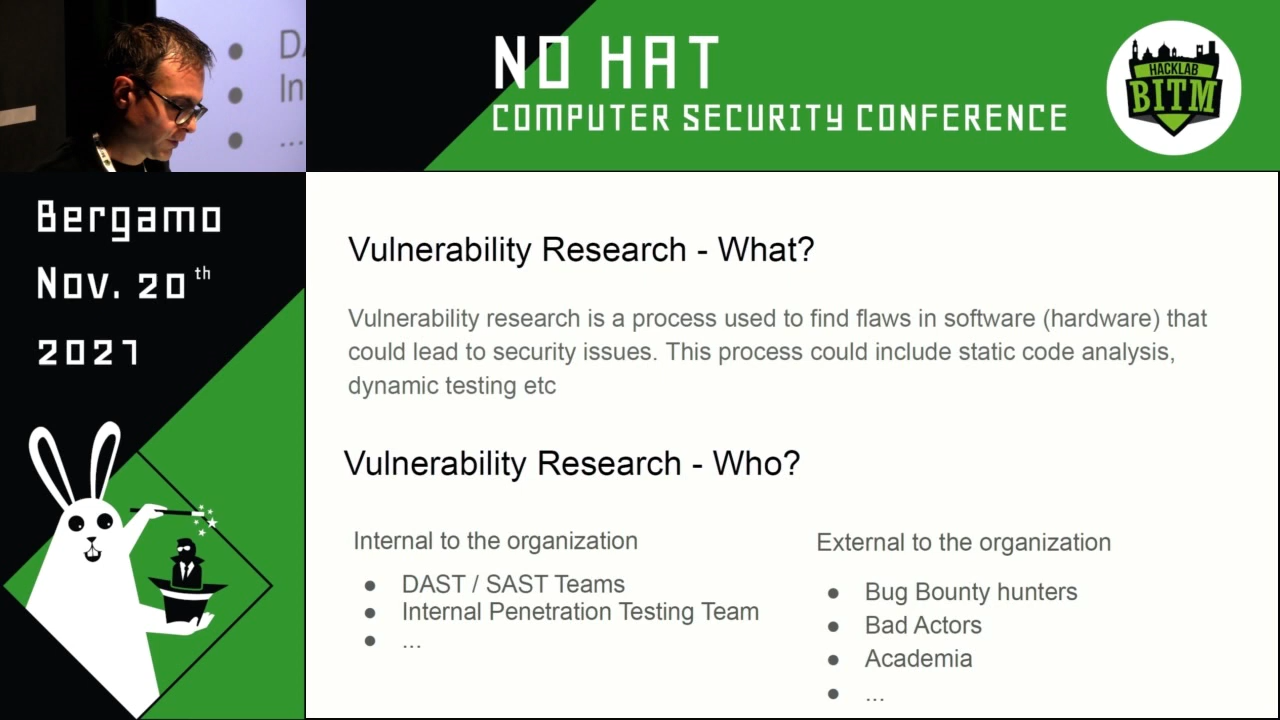 DA
In
...
NO HAT
COMPUTER SECURITY CONFERENCE
HACKLAB
BITM
Bergamo
Nov. 20th
2021
Vulnerability Research - What?
Vulnerability research is a process used to find flaws in software (hardware) that
could lead to security issues. This process could include static code analysis,
dynamic testing etc
Vulnerability Research - Who?
Internal to the organization
● DAST / SAST Teams
● Internal Penetration Testing Team
● ...
External to the organization
● Bug Bounty hunters
● Bad Actors
● Academia
● ...